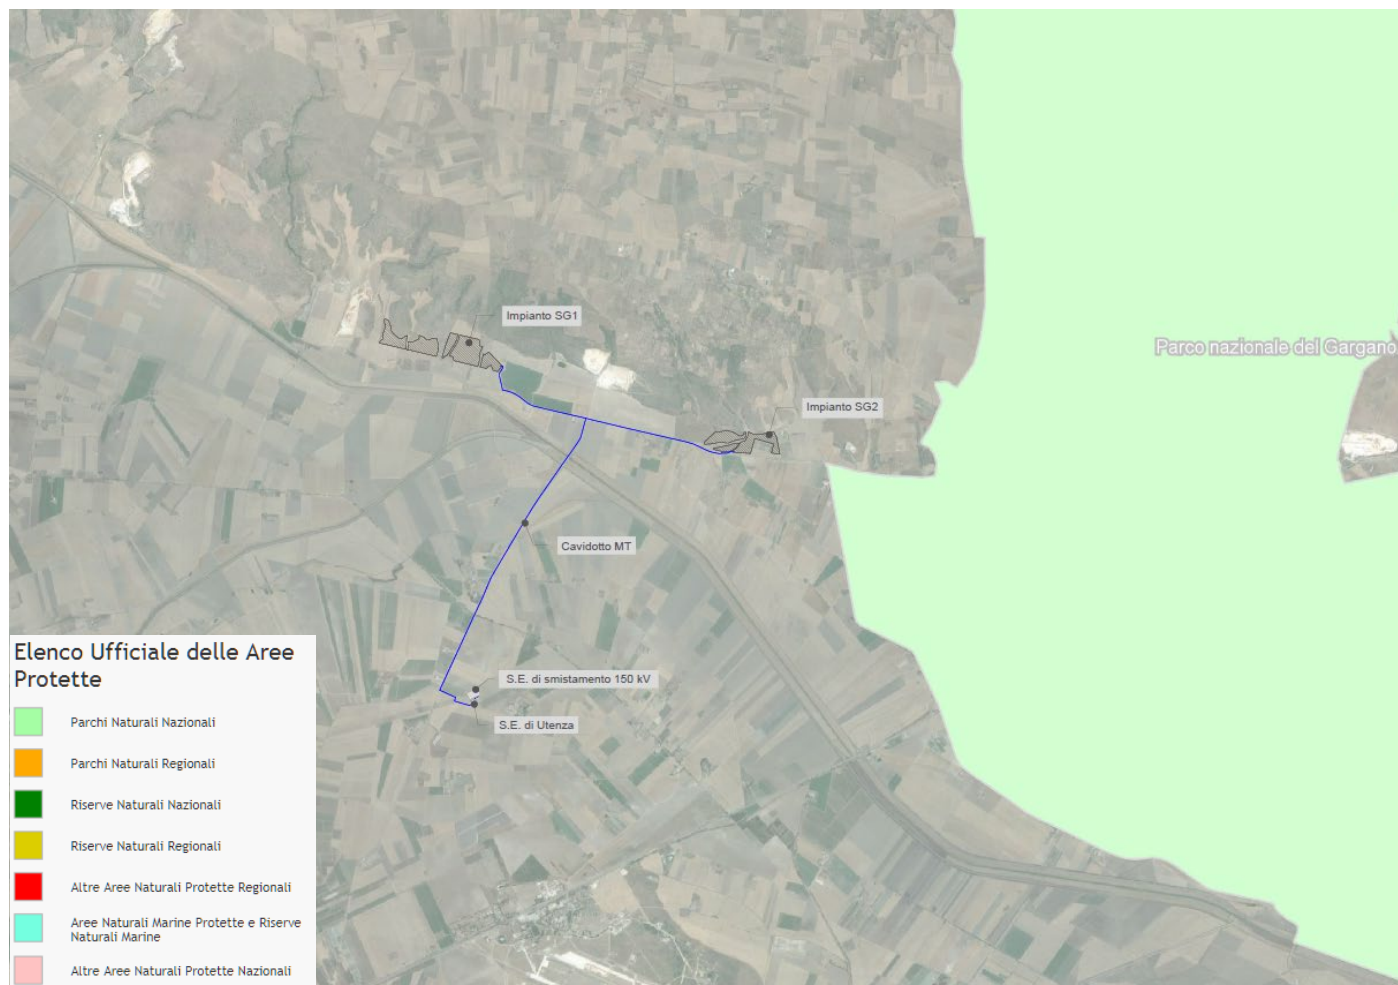 Impianto SG1
Parco nazionale del Gargano
Impianto SG2
Cavidotto MT
S.E. di smistamento 150 kV
S.E. di Utenza
Elenco Ufficiale delle Aree
Protette
Parchi Naturali Nazionali
Parchi Naturali Regionali
Riserve Naturali Nazionali
Riserve Naturali Regionali
Altre Aree Naturali Protette Regionali
Aree Naturali Marine Protette e Riserve
Naturali Marine
Altre Aree Naturali Protette Nazionali